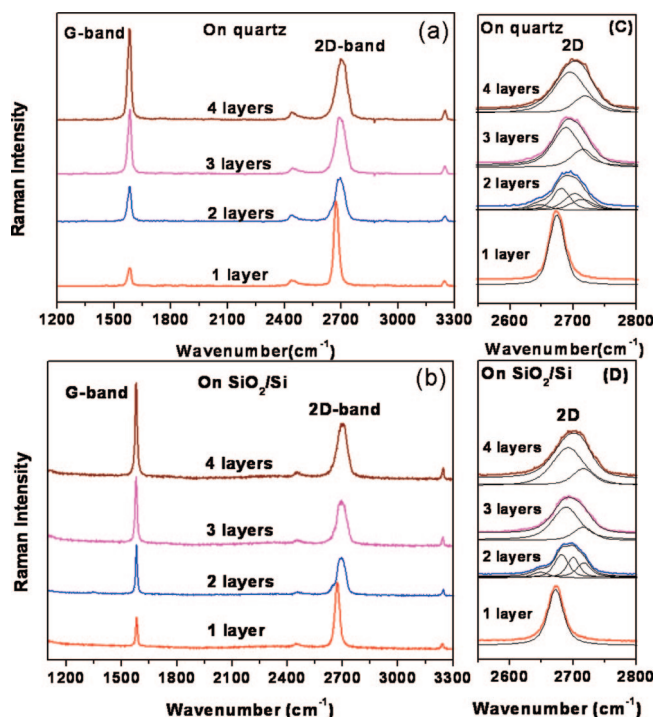 G-band
On quartz
(a)
2D-band
4 layers
3 layers
2 layers
1 layer
Raman Intensity
1200 1500 1800 2100 2400 2700 3000 3300
Wavenumber(cm⁻¹)
On quartz
(C)
2D
4 layers
3 layers
2 layers
1 layer
2600 2700 2800
Wavenumber(cm⁻¹)
On SiO₂/Si
(b)
G-band
2D-band
4 layers
3 layers
2 layers
1 layer
Raman Intensity
1200 1500 1800 2100 2400 2700 3000 3300
Wavenumber (cm⁻¹)
On SiO₂/Si
(D)
2D
4 layers
3 layers
2 layers
1 layer
2600 2700 2800
Wavenumber (cm⁻¹)